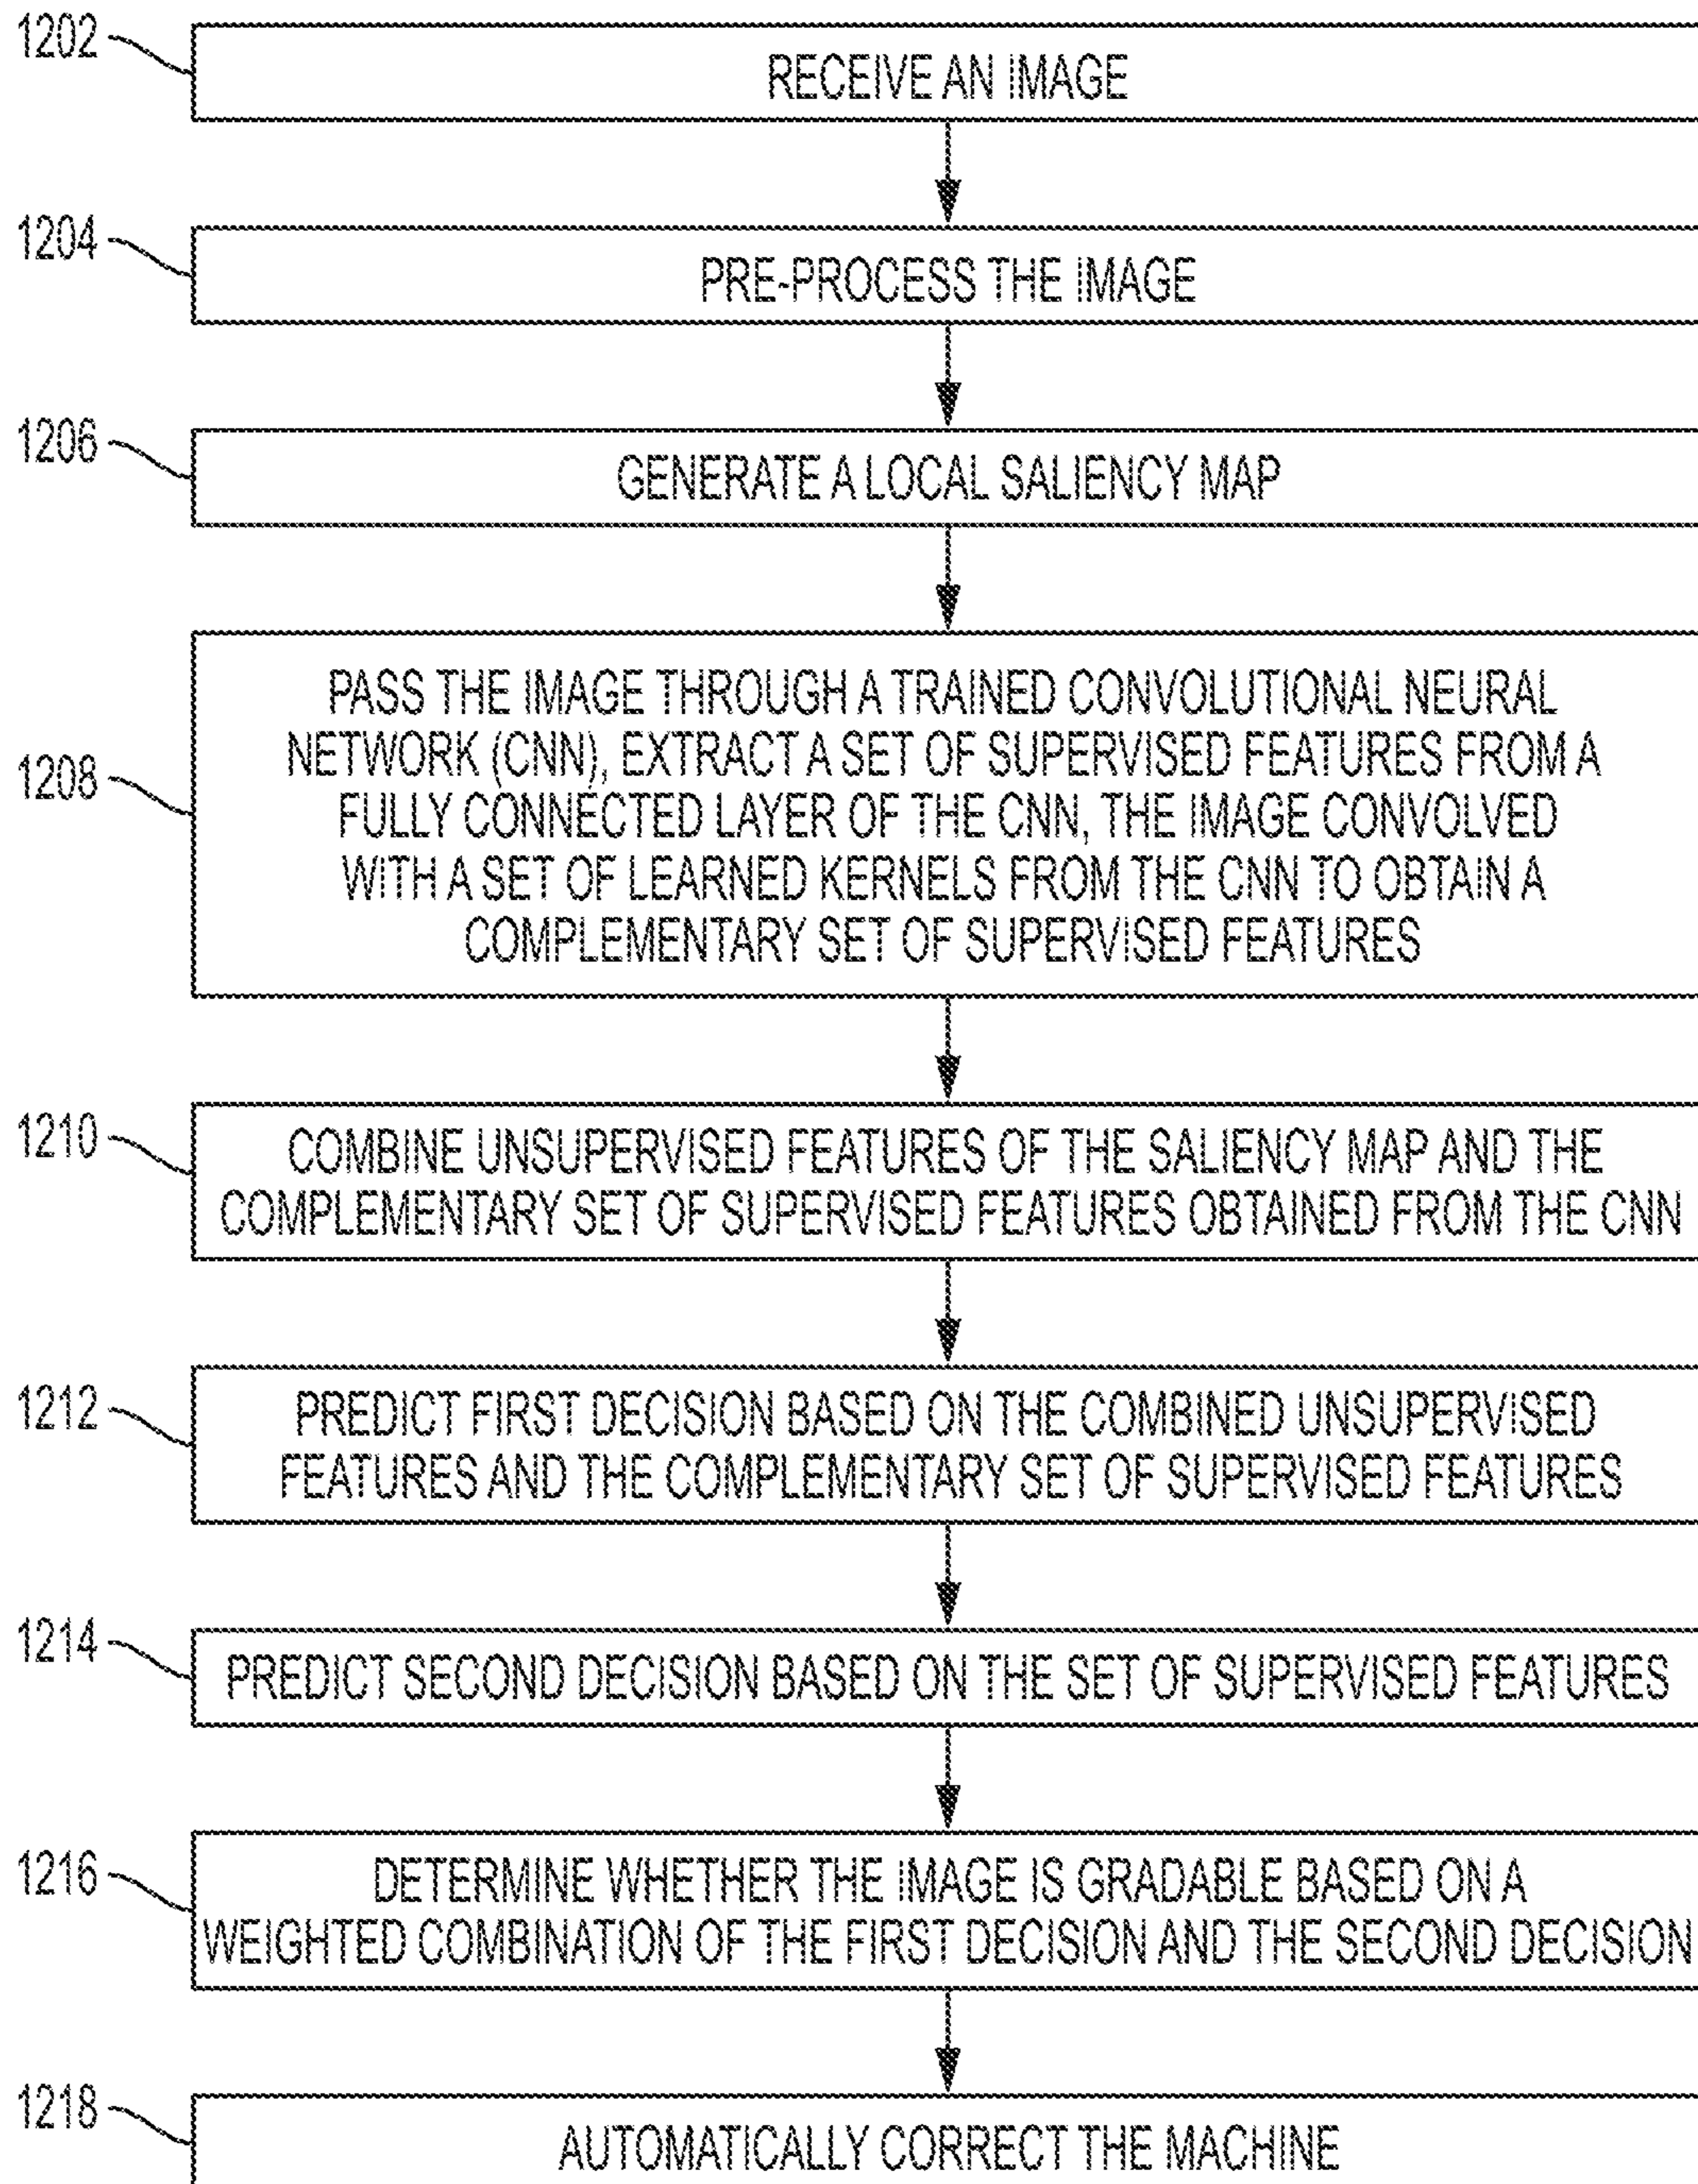 1202
RECEIVE AN IMAGE
1204
PRE-PROCESS THE IMAGE
1206
GENERATE A LOCAL SALIENCY MAP
1208
PASS THE IMAGE THROUGH A TRAINED CONVOLUTIONAL NEURAL
NETWORK (CNN), EXTRACT A SET OF SUPERVISED FEATURES FROM A
FULLY CONNECTED LAYER OF THE CNN, THE IMAGE CONVOLVED
WITH A SET OF LEARNED KERNELS FROM THE CNN TO OBTAIN A
COMPLEMENTARY SET OF SUPERVISED FEATURES
1210
COMBINE UNSUPERVISED FEATURES OF THE SALIENCY MAP AND THE
COMPLEMENTARY SET OF SUPERVISED FEATURES OBTAINED FROM THE CNN
1212
PREDICT FIRST DECISION BASED ON THE COMBINED UNSUPERVISED
FEATURES AND THE COMPLEMENTARY SET OF SUPERVISED FEATURES
1214
PREDICT SECOND DECISION BASED ON THE SET OF SUPERVISED FEATURES
1216
DETERMINE WHETHER THE IMAGE IS GRADABLE BASED ON A
WEIGHTED COMBINATION OF THE FIRST DECISION AND THE SECOND DECISION
1218
AUTOMATICALLY CORRECT THE MACHINE